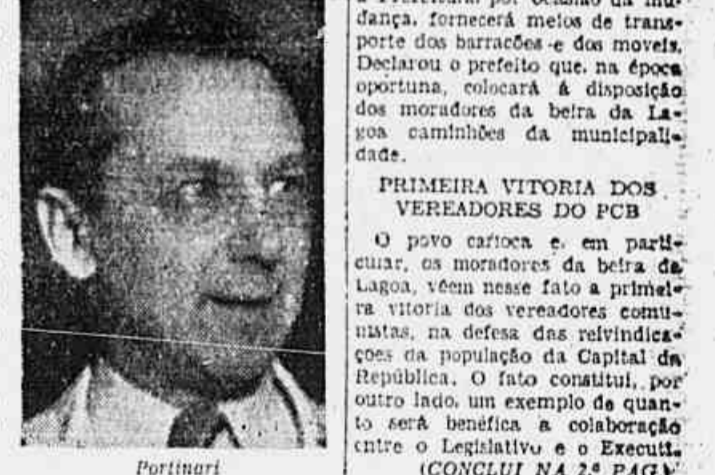 Portinari
a Prefeitura, por ocasião da mu-
dança, fornecerá meios de trans-
porte dos barracões e dos moveis.
Declarou o prefeito que, na época
oportuna, colocará á disposição
dos moradores da beira da La-
goa caminhões da municipali-
dade.
PRIMEIRA VITORIA DOS
VEREADORES DO PCB
O povo carioca e, em parti-
cular, os moradores da beira da
Lagoa, vêem nesse fato a primei-
ra vitoria dos vereadores comu-
nistas, na defesa das reivindica-
ções da população da Capital da
República. O fato constitui, por
outro lado, um exemplo de quan-
to será benéfica a colaboração
entre o Legislativo e o Executi-
(CONCLUI NA 2ª PAG)